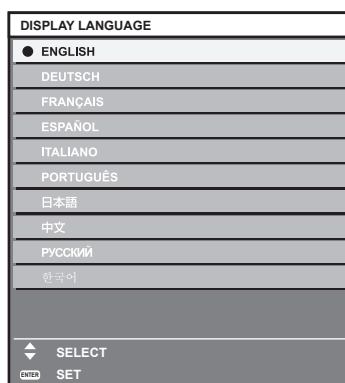 DISPLAY LANGUAGE
ENGLISH
DEUTSCH
FRANÇAIS
ESPAÑOL
ITALIANO
PORTUGUÊS
日本語
中文
РУССКИЙ
한국어
SELECT
ENTER SET